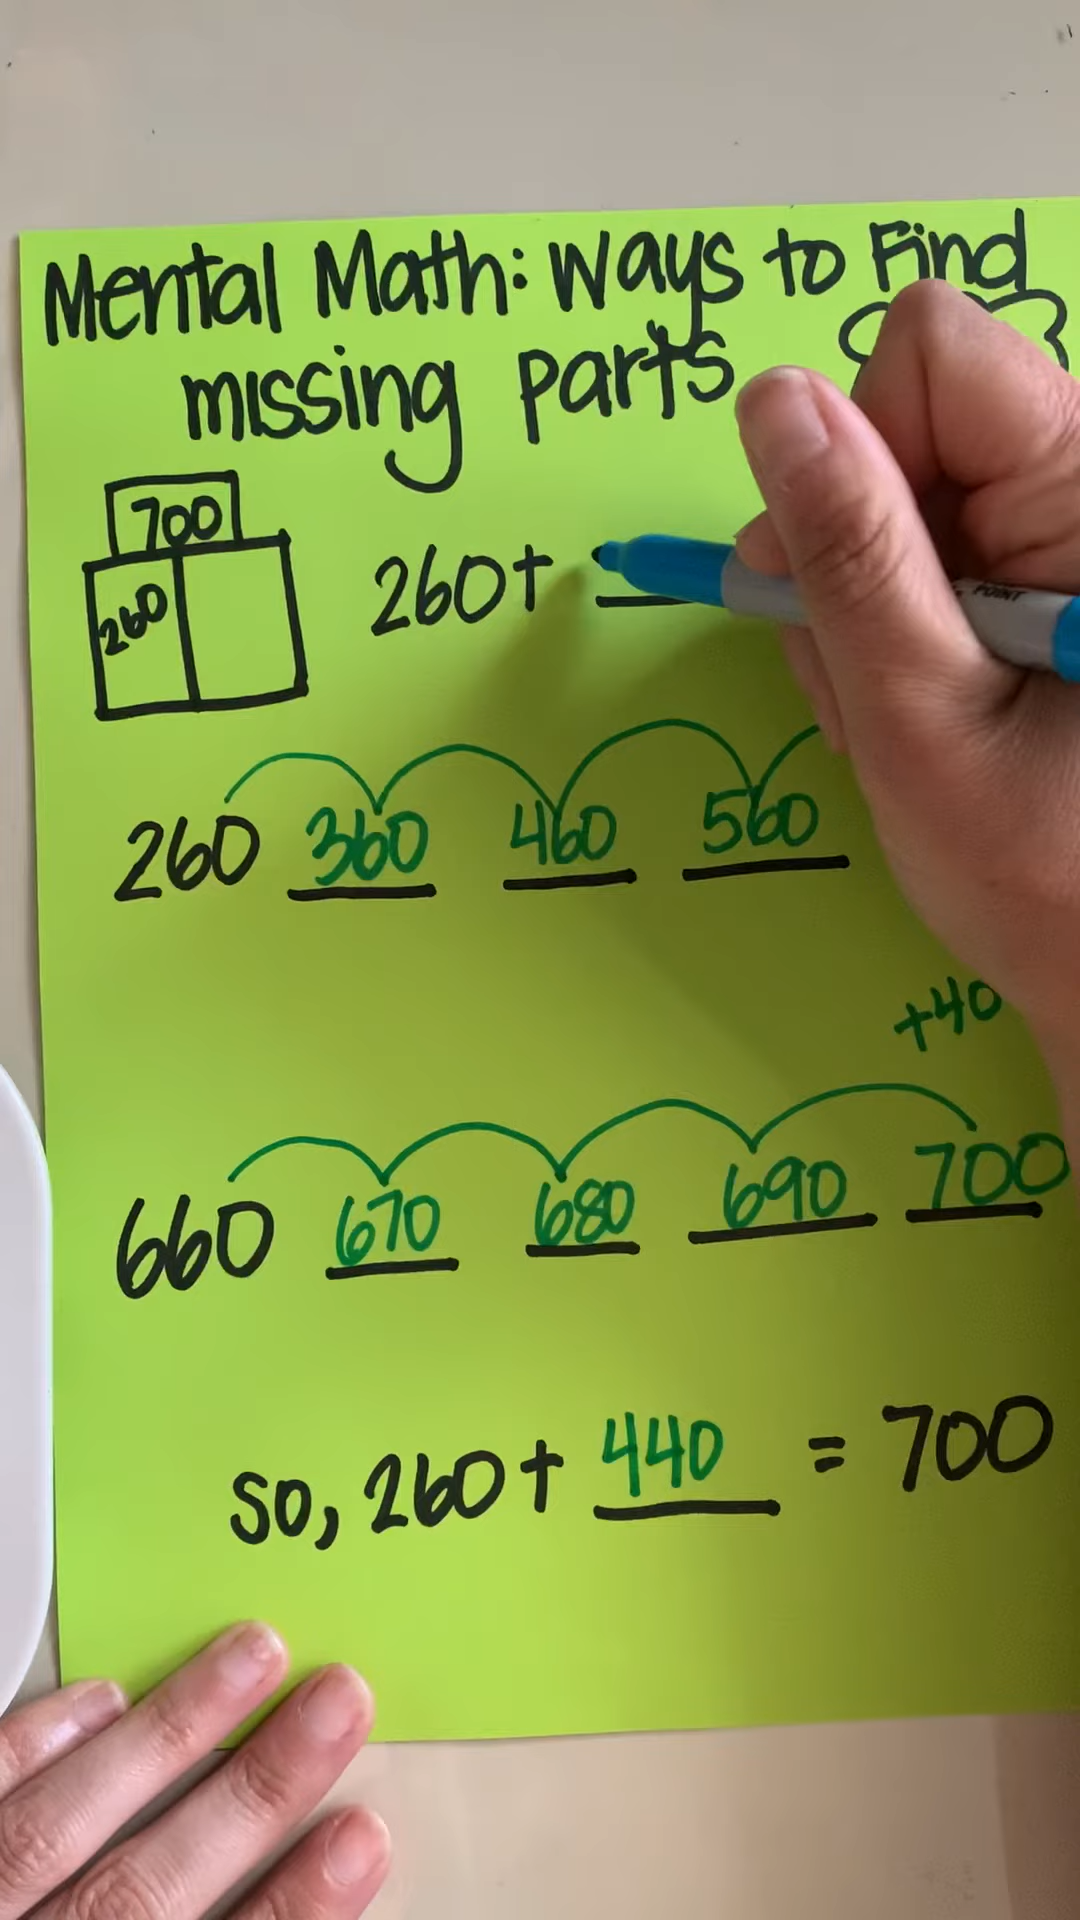 Mental Math: Ways to Find
missing parts
700
260
260+
260 360 460 560
+40
660 670 680 690 700
so, 260+ 440 = 700
POINT